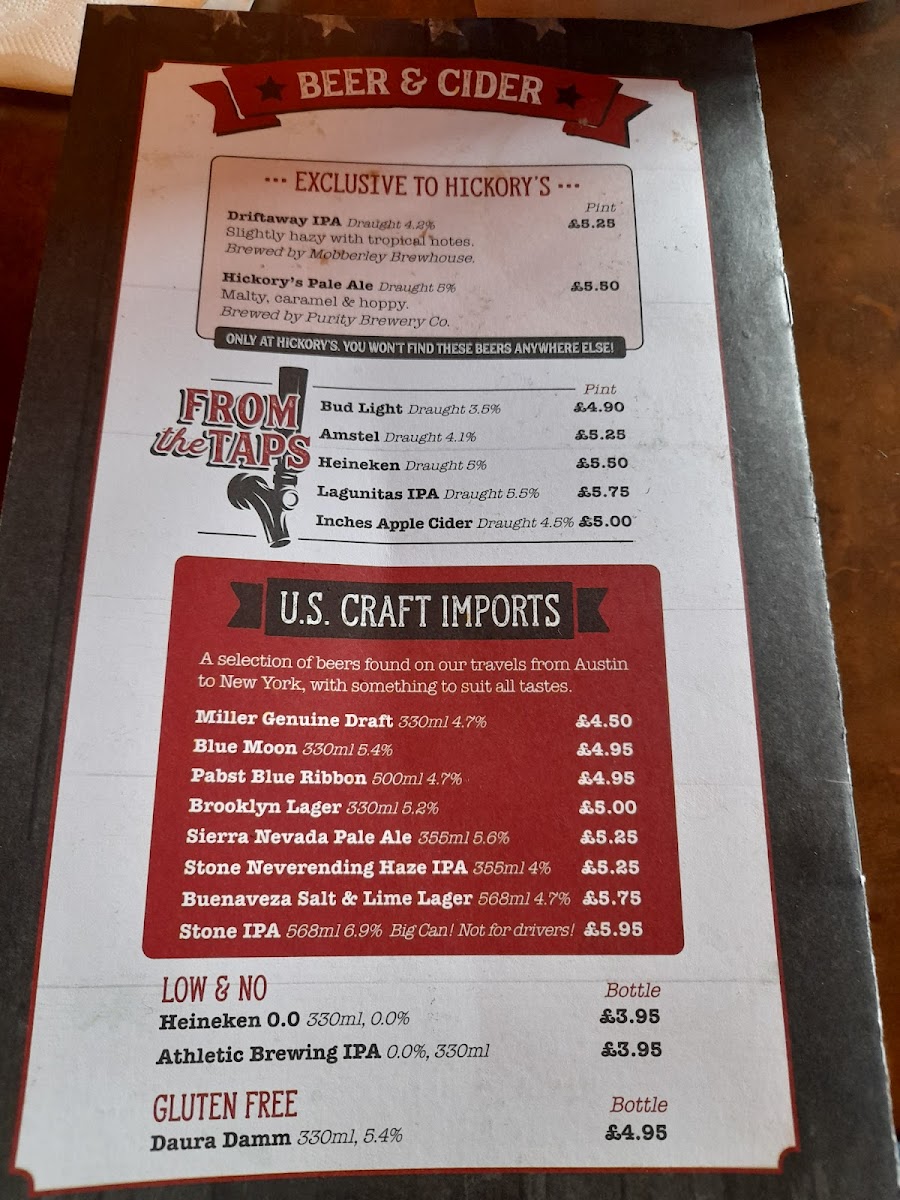 BEER & CIDER
EXCLUSIVE TO HICKORY'S
Pint
Driftaway IPA Draught 4.2% £5.25
Slightly hazy with tropical notes.
Brewed by Mobberley Brewhouse.
Hickory's Pale Ale Draught 5% £5.50
Malty, caramel & hoppy.
Brewed by Purity Brewery Co.
ONLY AT HICKORY'S. YOU WON'T FIND THESE BEERS ANYWHERE ELSE!
FROM
the TAPS
Pint
Bud Light Draught 3.5% £4.90
Amstel Draught 4.1% £5.25
Heineken Draught 5% £5.50
Lagunitas IPA Draught 5.5% £5.75
Inches Apple Cider Draught 4.5% £5.00
U.S. CRAFT IMPORTS
A selection of beers found on our travels from Austin
to New York, with something to suit all tastes.
Miller Genuine Draft 330ml 4.7% £4.50
Blue Moon 330ml 5.4% £4.95
Pabst Blue Ribbon 500ml 4.7% £4.95
Brooklyn Lager 330ml 5.2% £5.00
Sierra Nevada Pale Ale 355ml 5.6% £5.25
Stone Neverending Haze IPA 355ml 4% £5.25
Buenaveza Salt & Lime Lager 568ml 4.7% £5.75
Stone IPA 568ml 6.9% Big Can! Not for drivers! £5.95
LOW & NO Bottle
Heineken 0.0 330ml, 0.0% £3.95
Athletic Brewing IPA 0.0%, 330ml £3.95
GLUTEN FREE Bottle
Daura Damm 330ml, 5.4% £4.95